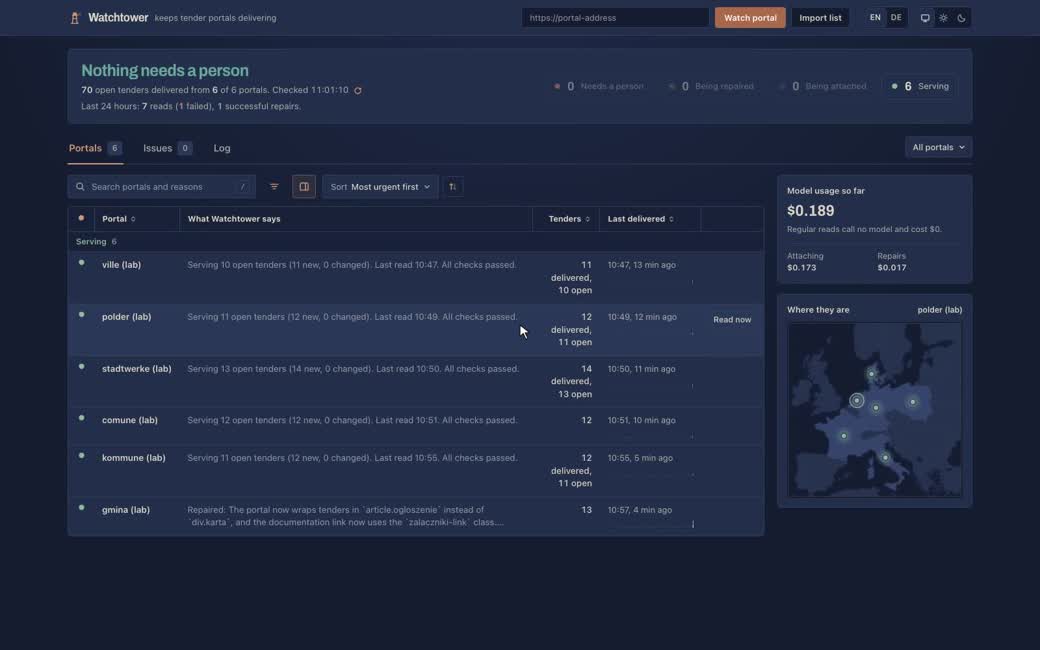 Watchtower keeps tender portals delivering
https://portal-address
Watch portal
Import list
EN DE
Nothing needs a person
70 open tenders delivered from 6 of 6 portals. Checked 11:01:10
Last 24 hours: 7 reads (1 failed), 1 successful repairs.
0 Needs a person
0 Being repaired
0 Being attached
6 Serving
Portals 6
Issues 0
Log
All portals
Search portals and reasons /
Sort Most urgent first
Portal
What Watchtower says
Tenders
Last delivered
Serving 6
ville (lab)
Serving 10 open tenders (11 new, 0 changed). Last read 10:47. All checks passed.
11
delivered,
10 open
10:47, 13 min ago
polder (lab)
Serving 11 open tenders (12 new, 0 changed). Last read 10:49. All checks passed.
12
delivered,
11 open
10:49, 12 min ago
Read now
stadtwerke (lab)
Serving 13 open tenders (14 new, 0 changed). Last read 10:50. All checks passed.
14
delivered,
13 open
10:50, 11 min ago
comune (lab)
Serving 12 open tenders (12 new, 0 changed). Last read 10:51. All checks passed.
12
10:51, 10 min ago
kommune (lab)
Serving 11 open tenders (12 new, 0 changed). Last read 10:55. All checks passed.
12
delivered,
11 open
10:55, 5 min ago
gmina (lab)
Repaired: The portal now wraps tenders in `article.ogloszenie` instead of
`div.karta`, and the documentation link now uses the `zalaczniki-link` class....
13
10:57, 4 min ago
Model usage so far
$0.189
Regular reads call no model and cost $0.
Attaching
$0.173
Repairs
$0.017
Where they are
polder (lab)